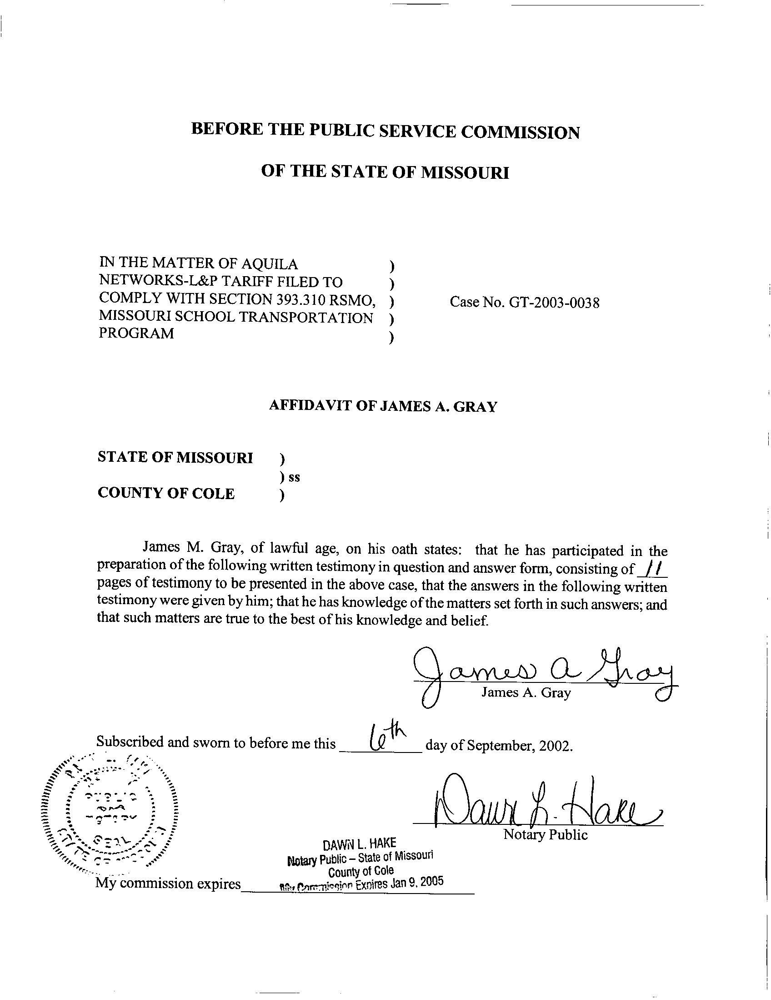 BEFORE THE PUBLIC SERVICE COMMISSION
OF THE STATE OF MISSOURI
IN THE MATTER OF AQUILA )
NETWORKS-L&P TARIFF FILED TO )
COMPLY WITH SECTION 393.310 RSMO, ) Case No. GT-2003-0038
MISSOURI SCHOOL TRANSPORTATION )
PROGRAM )
AFFIDAVIT OF JAMES A. GRAY
STATE OF MISSOURI )
) ss
COUNTY OF COLE )
James M. Gray, of lawful age, on his oath states: that he has participated in the
preparation of the following written testimony in question and answer form, consisting of 11
pages of testimony to be presented in the above case, that the answers in the following written
testimony were given by him; that he has knowledge of the matters set forth in such answers; and
that such matters are true to the best of his knowledge and belief.
James A Gray
James A. Gray
Subscribed and sworn to before me this 6th day of September, 2002.
Dawn L. Hake
Notary Public
DAWN L. HAKE
Notary Public – State of Missouri
County of Cole
My commission expires My Commission Expires Jan 9, 2005